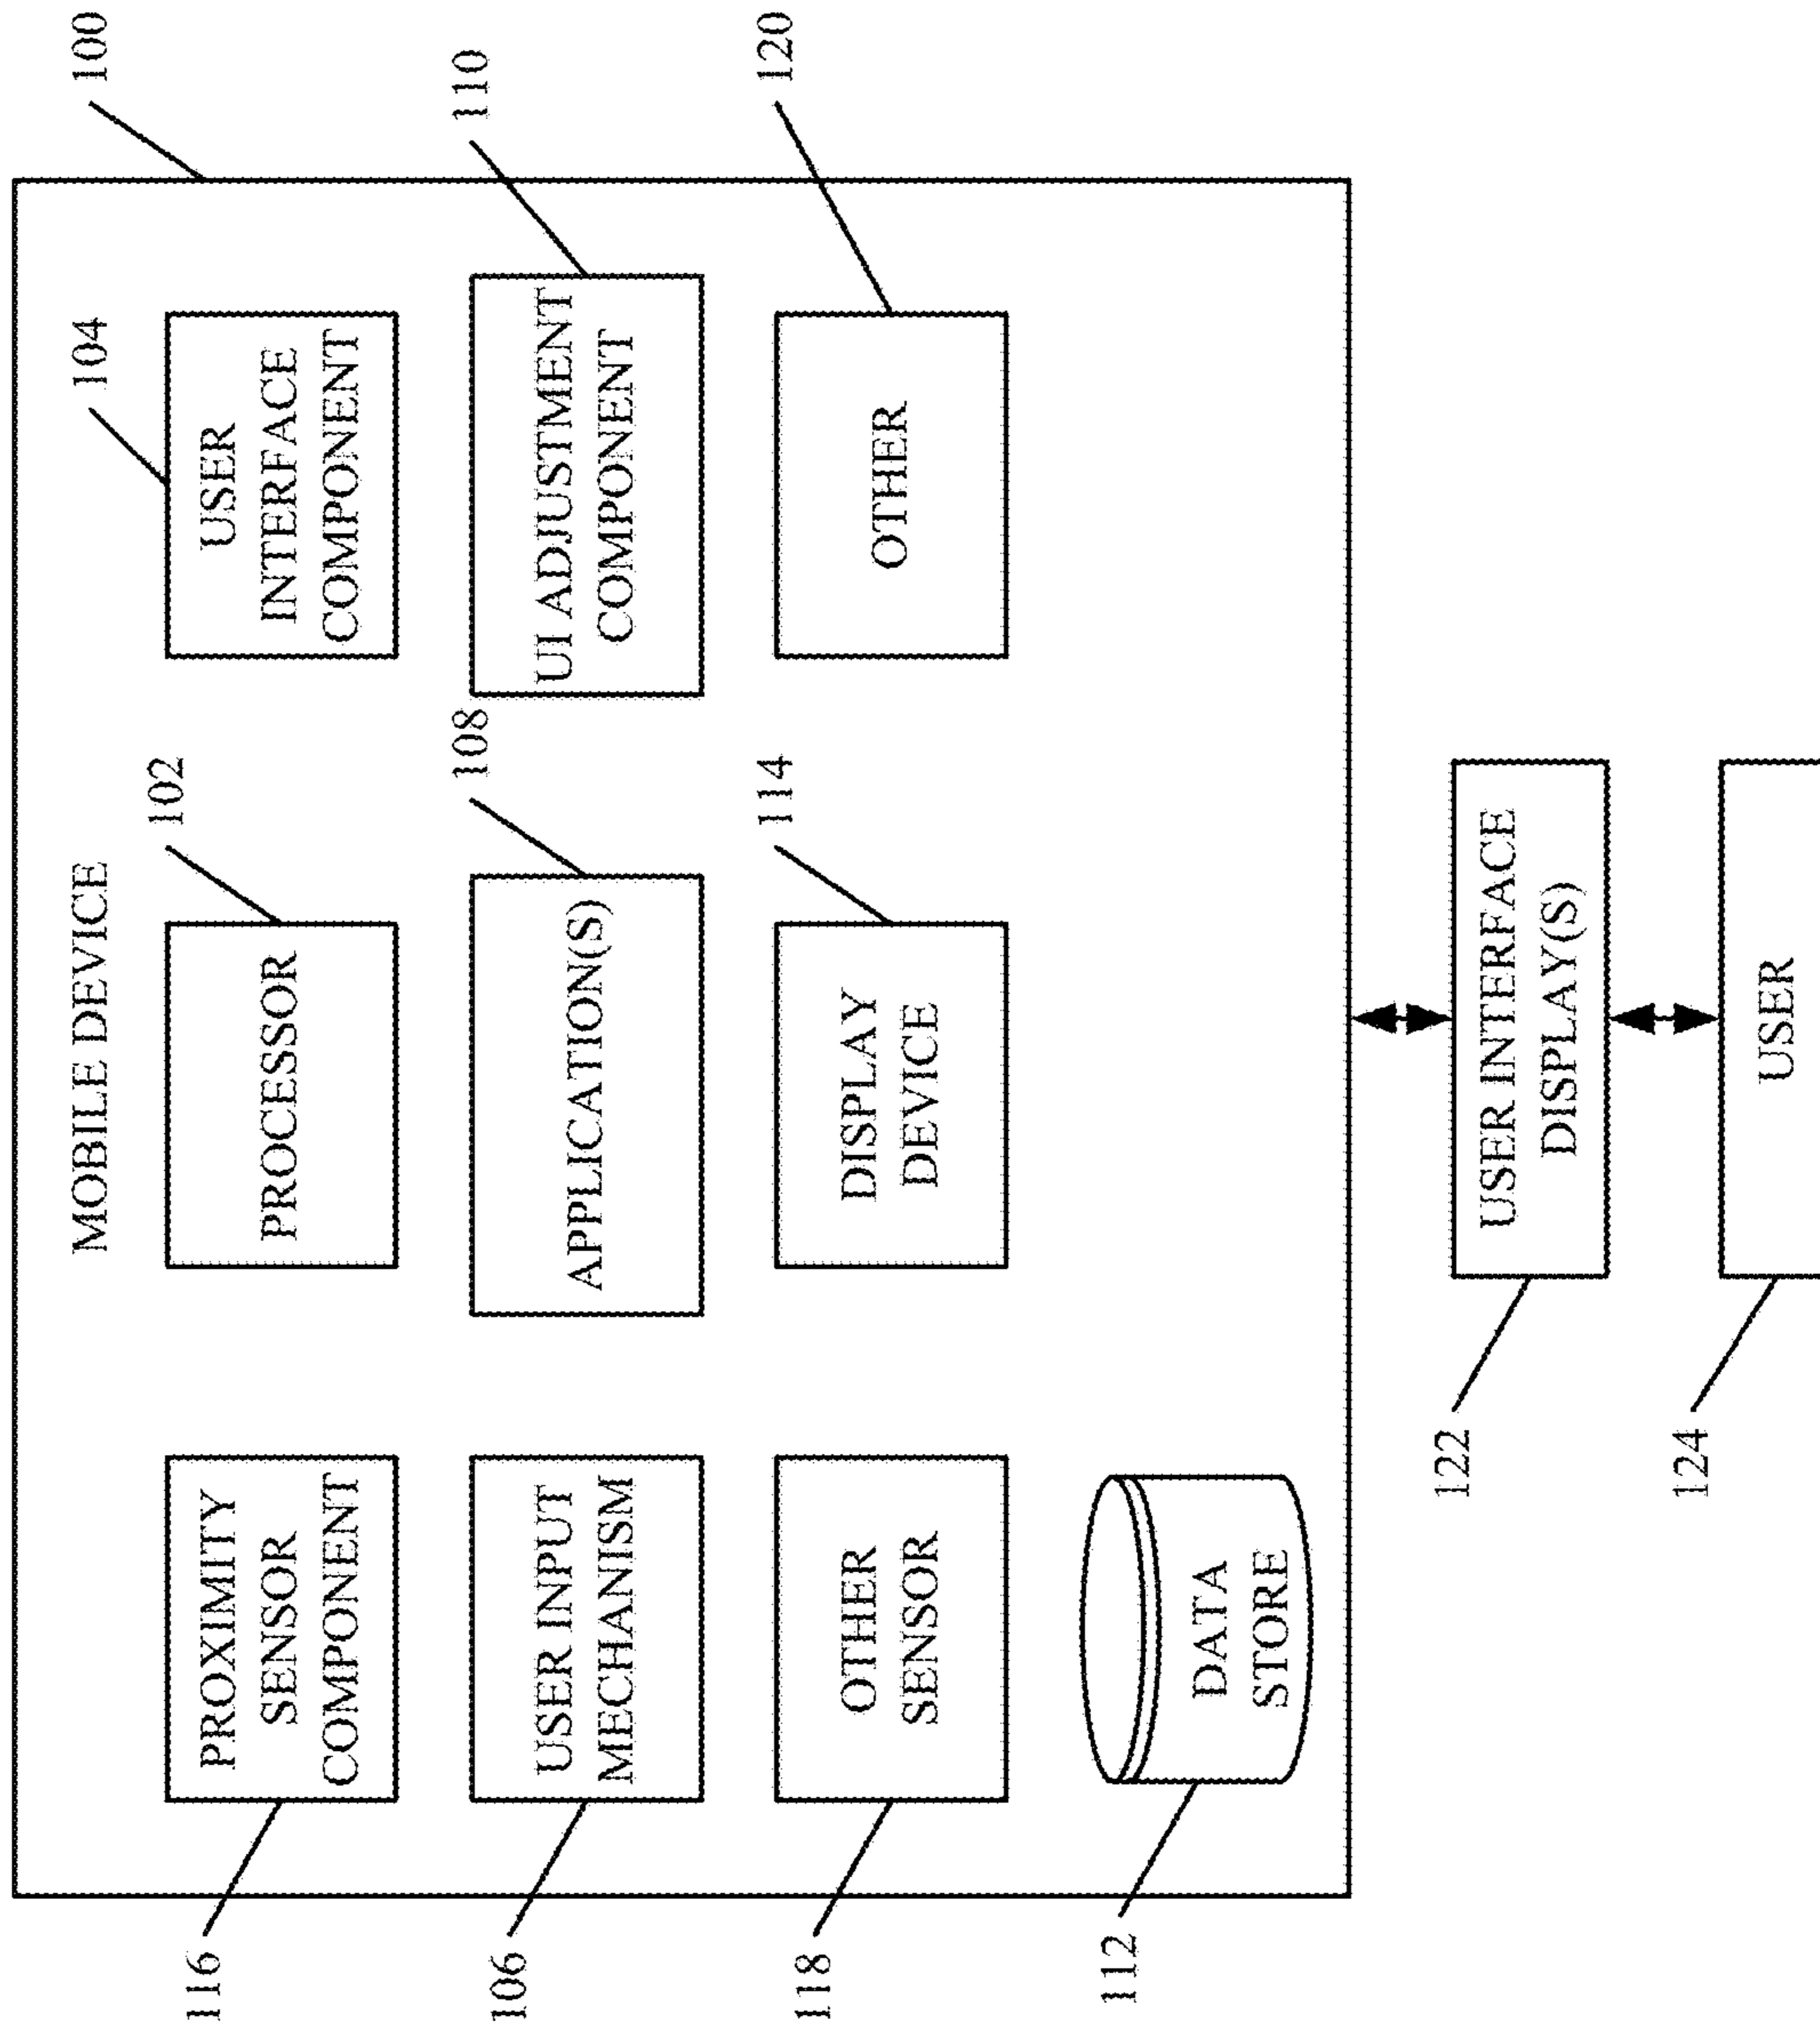 100
MOBILE DEVICE
104
102
116
PROXIMITY
SENSOR
COMPONENT
PROCESSOR
USER
INTERFACE
COMPONENT
110
108
106
USER INPUT
MECHANISM
APPLICATION(S)
UI ADJUSTMENT
COMPONENT
120
114
118
OTHER
SENSOR
DISPLAY
DEVICE
OTHER
112
DATA
STORE
122
USER INTERFACE
DISPLAY(S)
124
USER